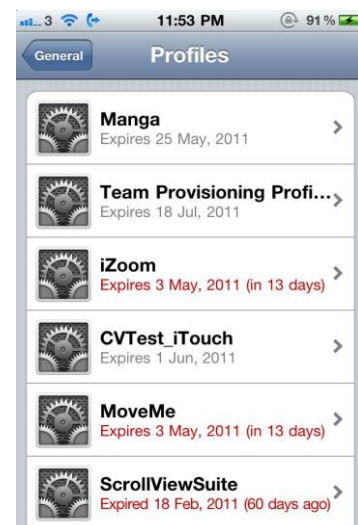 3 11:53 PM 91%
General Profiles
Manga
Expires 25 May, 2011
Team Provisioning Profi...
Expires 18 Jul, 2011
iZoom
Expires 3 May, 2011 (in 13 days)
CVTest_iTouch
Expires 1 Jun, 2011
MoveMe
Expires 3 May, 2011 (in 13 days)
ScrollViewSuite
Expired 18 Feb, 2011 (60 days ago)